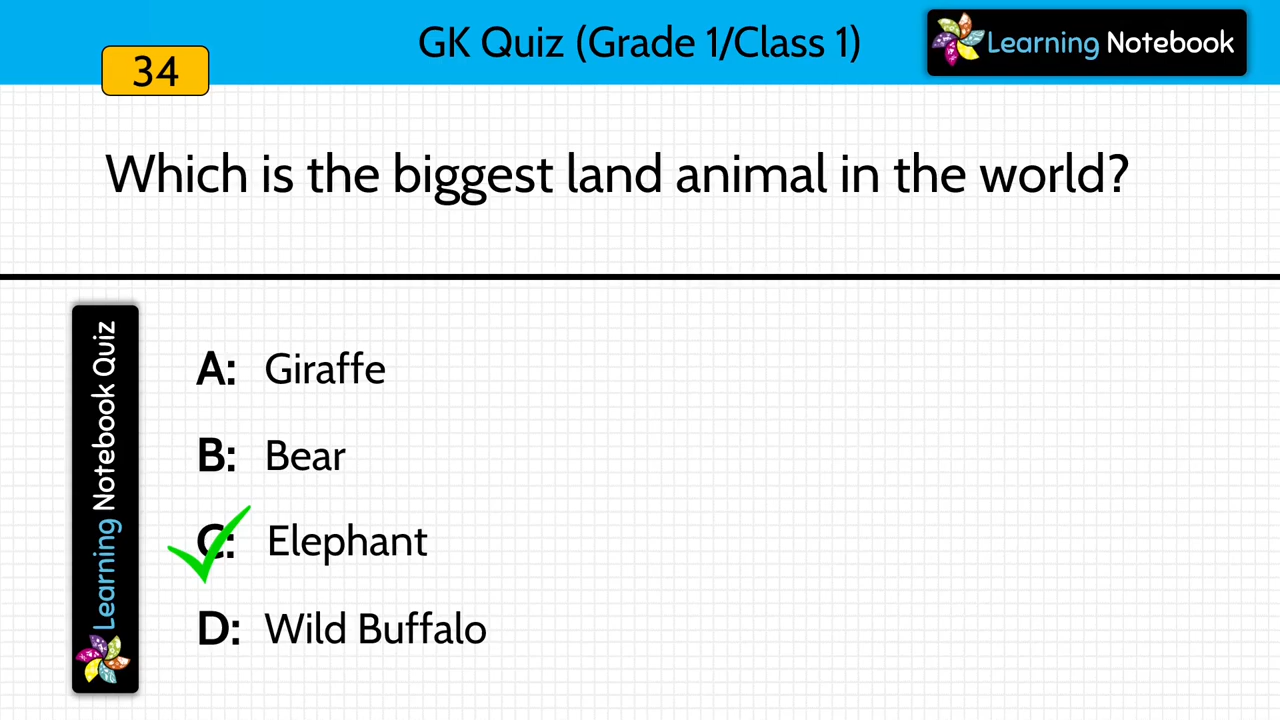 GK Quiz (Grade 1/Class 1)
Learning Notebook
34
Which is the biggest land animal in the world?
Learning Notebook Quiz
A: Giraffe
B: Bear
C: Elephant
D: Wild Buffalo